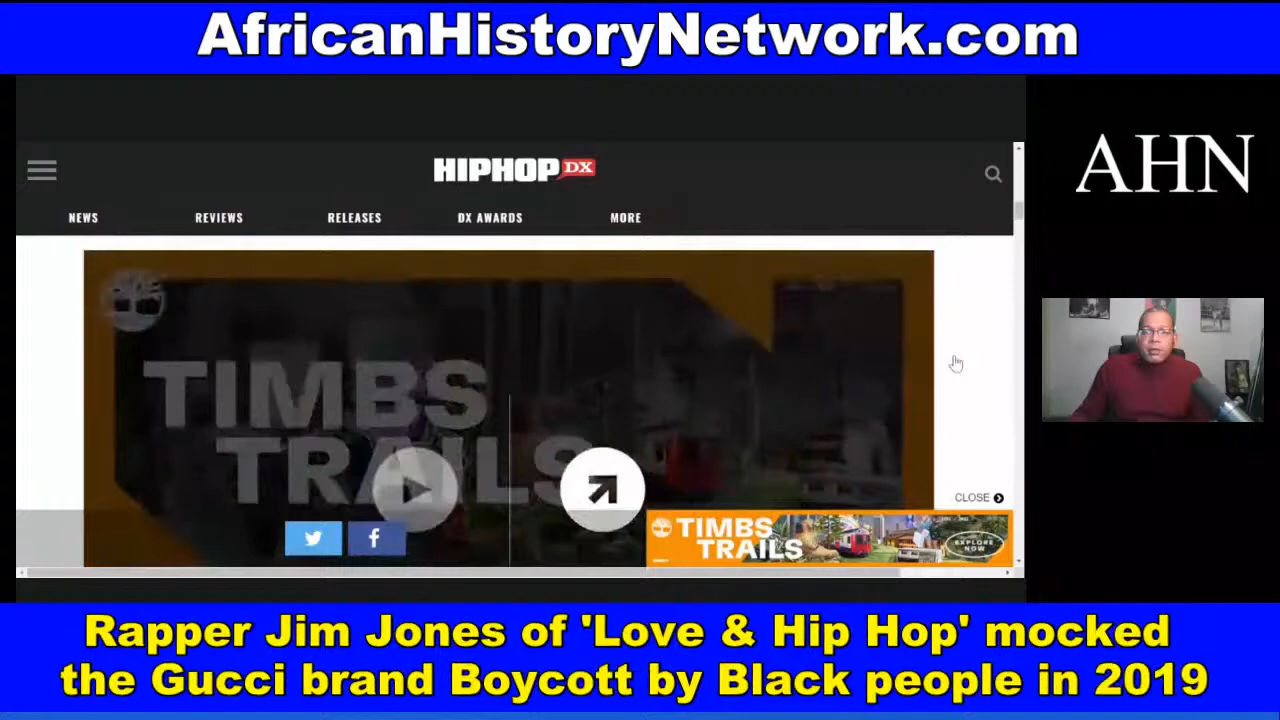 AfricanHistoryNetwork.com
AHN
HIPHOP DX
NEWS REVIEWS RELEASES DX AWARDS MORE
TIMBS
TRAILS
CLOSE
TIMBS
TRAILS
EXPLORE
NOW
Rapper Jim Jones of 'Love & Hip Hop' mocked
the Gucci brand Boycott by Black people in 2019